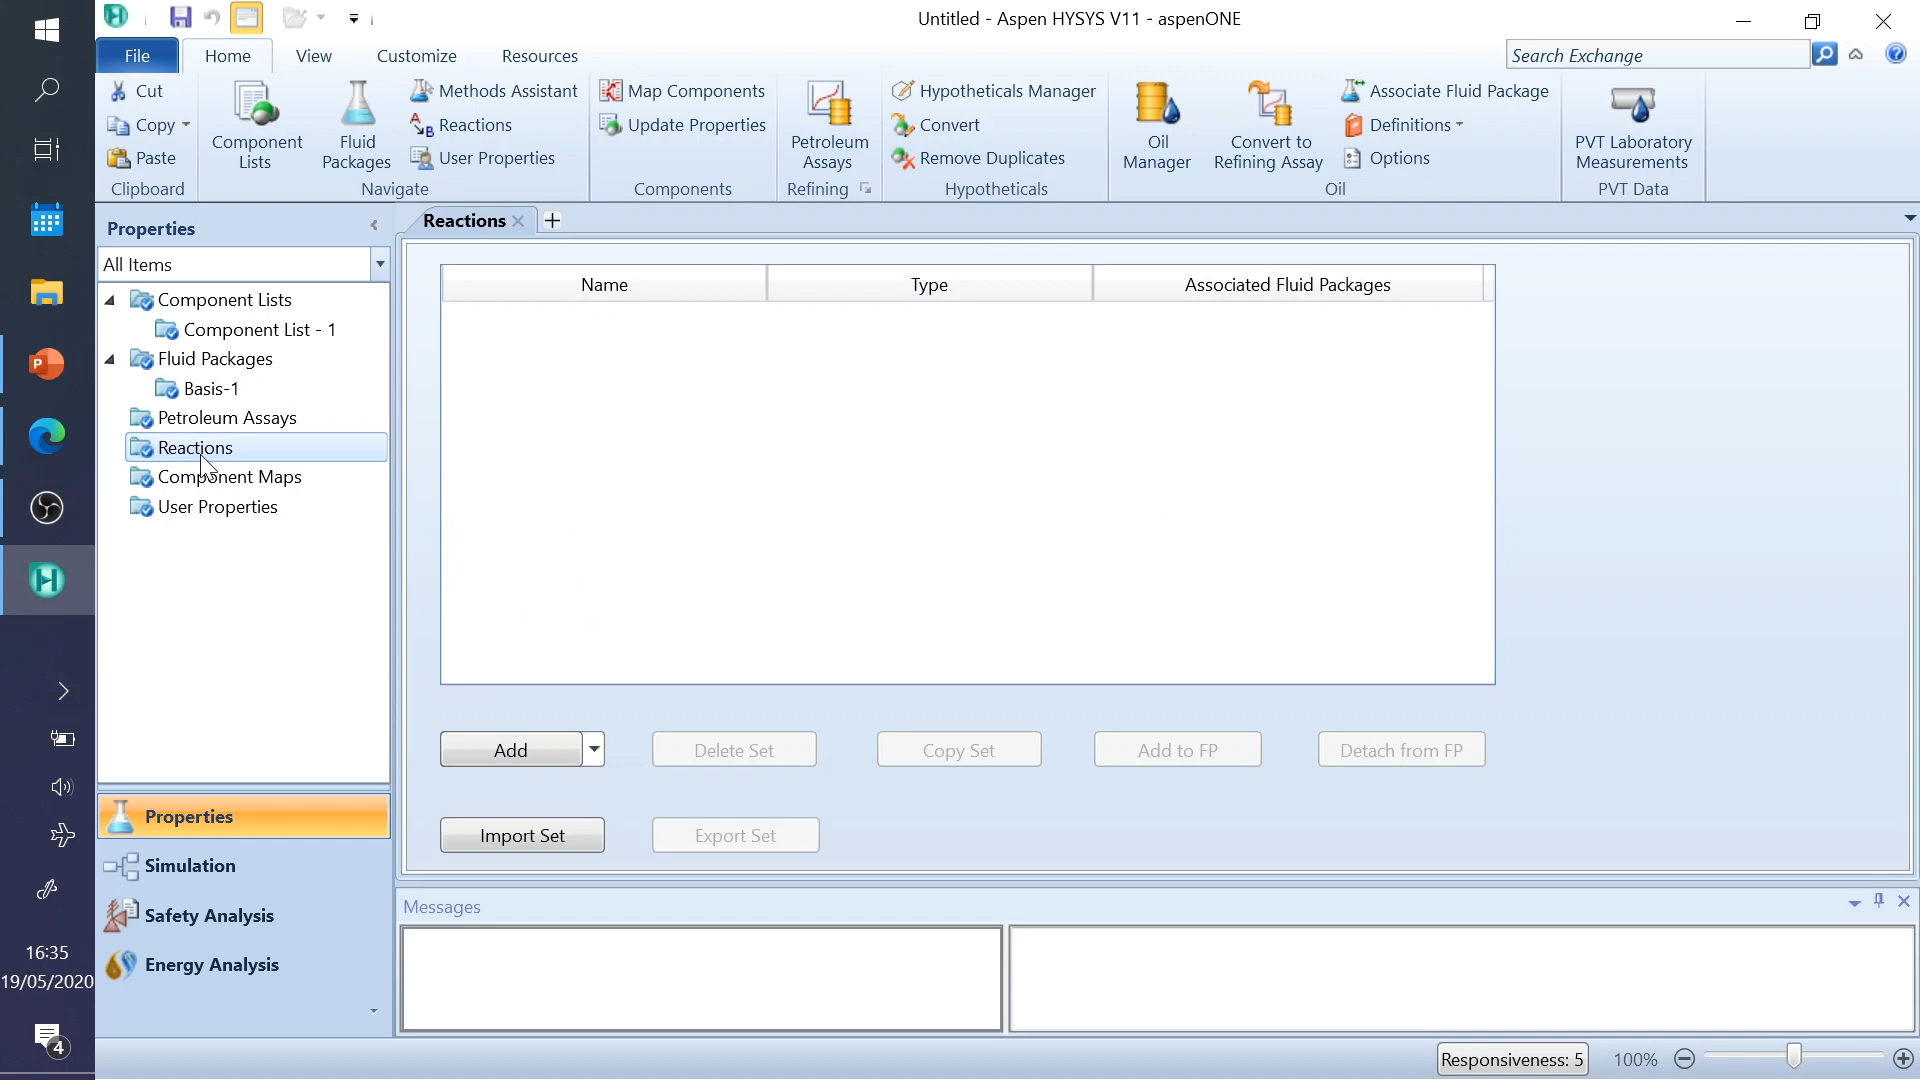 Untitled - Aspen HYSYS V11 - aspenONE
File Home View Customize Resources Search Exchange
Cut
Copy
Paste
Clipboard
Component Lists
Fluid Packages
Methods Assistant
Reactions
User Properties
Navigate
Map Components
Update Properties
Components
Petroleum Assays
Refining
Hypotheticals Manager
Convert
Remove Duplicates
Hypotheticals
Oil Manager
Convert to Refining Assay
Associate Fluid Package
Definitions
Options
Oil
PVT Laboratory Measurements
PVT Data
Properties
All Items
Component Lists
Component List - 1
Fluid Packages
Basis-1
Petroleum Assays
Reactions
Component Maps
User Properties
Properties
Simulation
Safety Analysis
Energy Analysis
Reactions
Name Type Associated Fluid Packages
Add Delete Set Copy Set Add to FP Detach from FP
Import Set Export Set
Messages
Responsiveness: 5 100%
16:35
19/05/2020
4